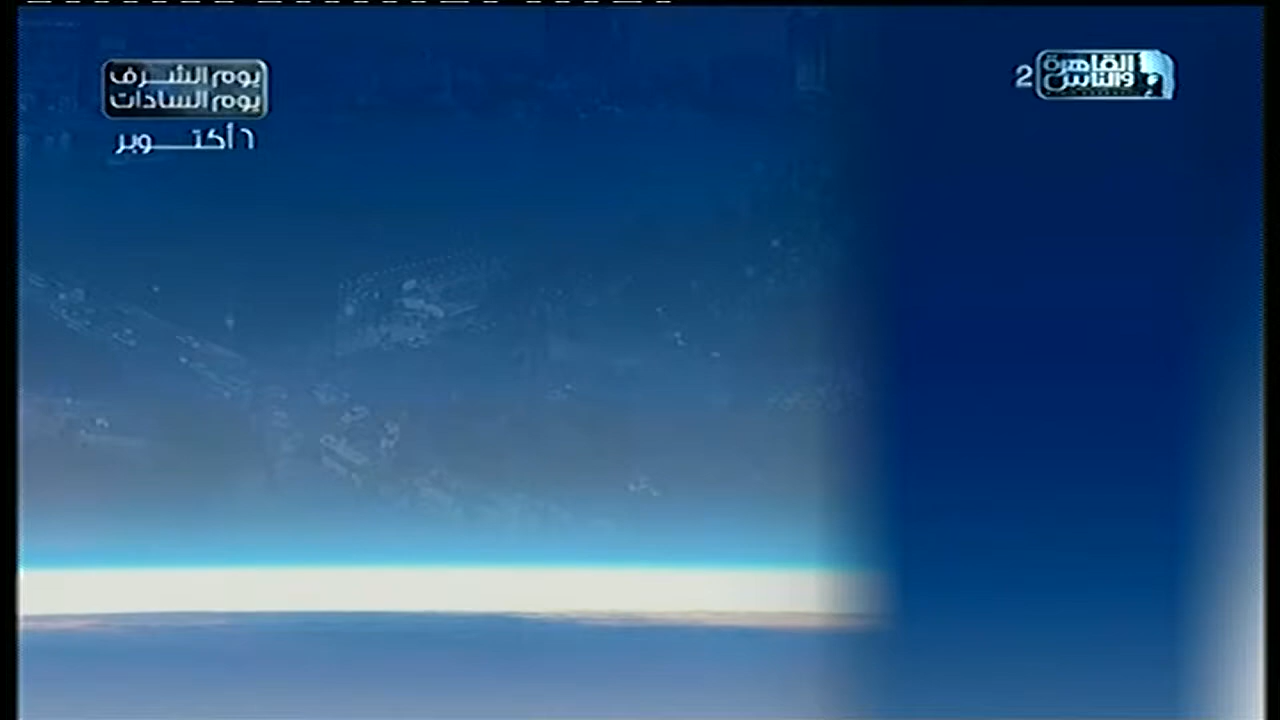 يوم الشرف
يوم السادات
٦ أكتوبر
القاهرة
والناس
2